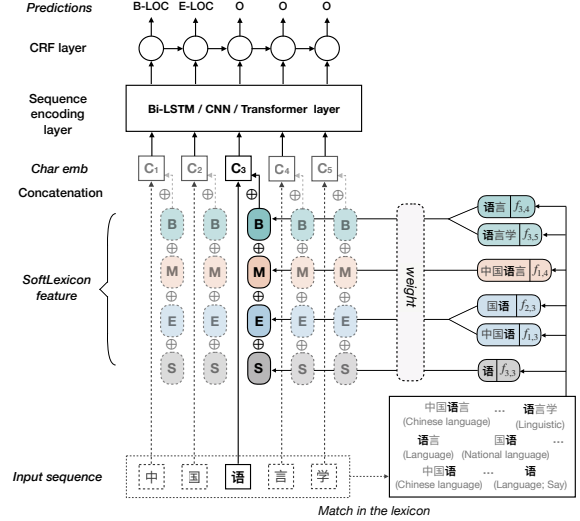 Predictions B-LOC E-LOC O O O
CRF layer
Sequence
encoding
layer
Bi-LSTM / CNN / Transformer layer
Char emb C₁ C₂ C₃ C₄ C₅
Concatenation ⊕ ⊕ ⊕ ⊕ ⊕
SoftLexicon
feature
B B B B B
⊕ ⊕ ⊕ ⊕ ⊕
M M M M M
⊕ ⊕ ⊕ ⊕ ⊕
E E E E E
⊕ ⊕ ⊕ ⊕ ⊕
S S S S S
weight
语言 f3,4
语言学 f3,5
中国语言 f1,4
国语 f2,3
中国语 f1,3
语 f3,3
中国语言 ... 语言学
(Chinese language) (Linguistic)
语言 国语 ...
(Language) (National language)
中国语 ... 语
(Chinese language) (Language; Say)
Input sequence 中 国 语 言 学
Match in the lexicon